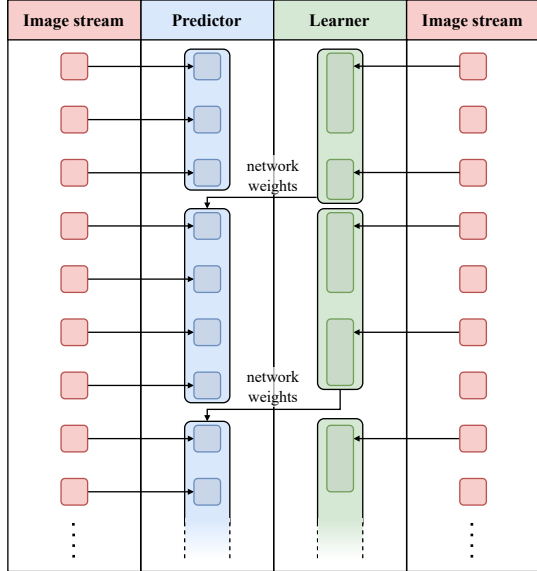 Image stream
Predictor
Learner
Image stream
network
weights
network
weights